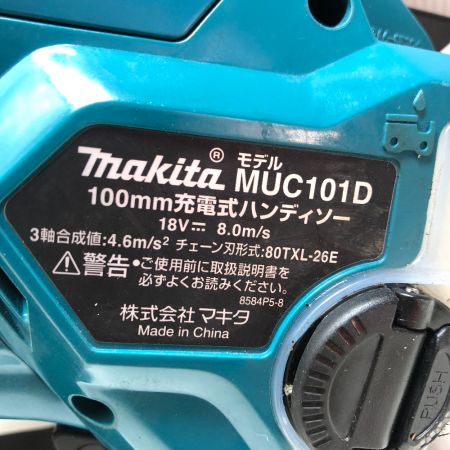 makita® モデル MUC101D
100mm充電式ハンディソー
18V⎓ 8.0m/s
3軸合成値:4.6m/s² チェーン刃形式:80TXL-26E
⚠警告・ご使用前に取扱説明書を
必ずよくお読みください。
8584P5-8
株式会社マキタ
Made in China
PUSH